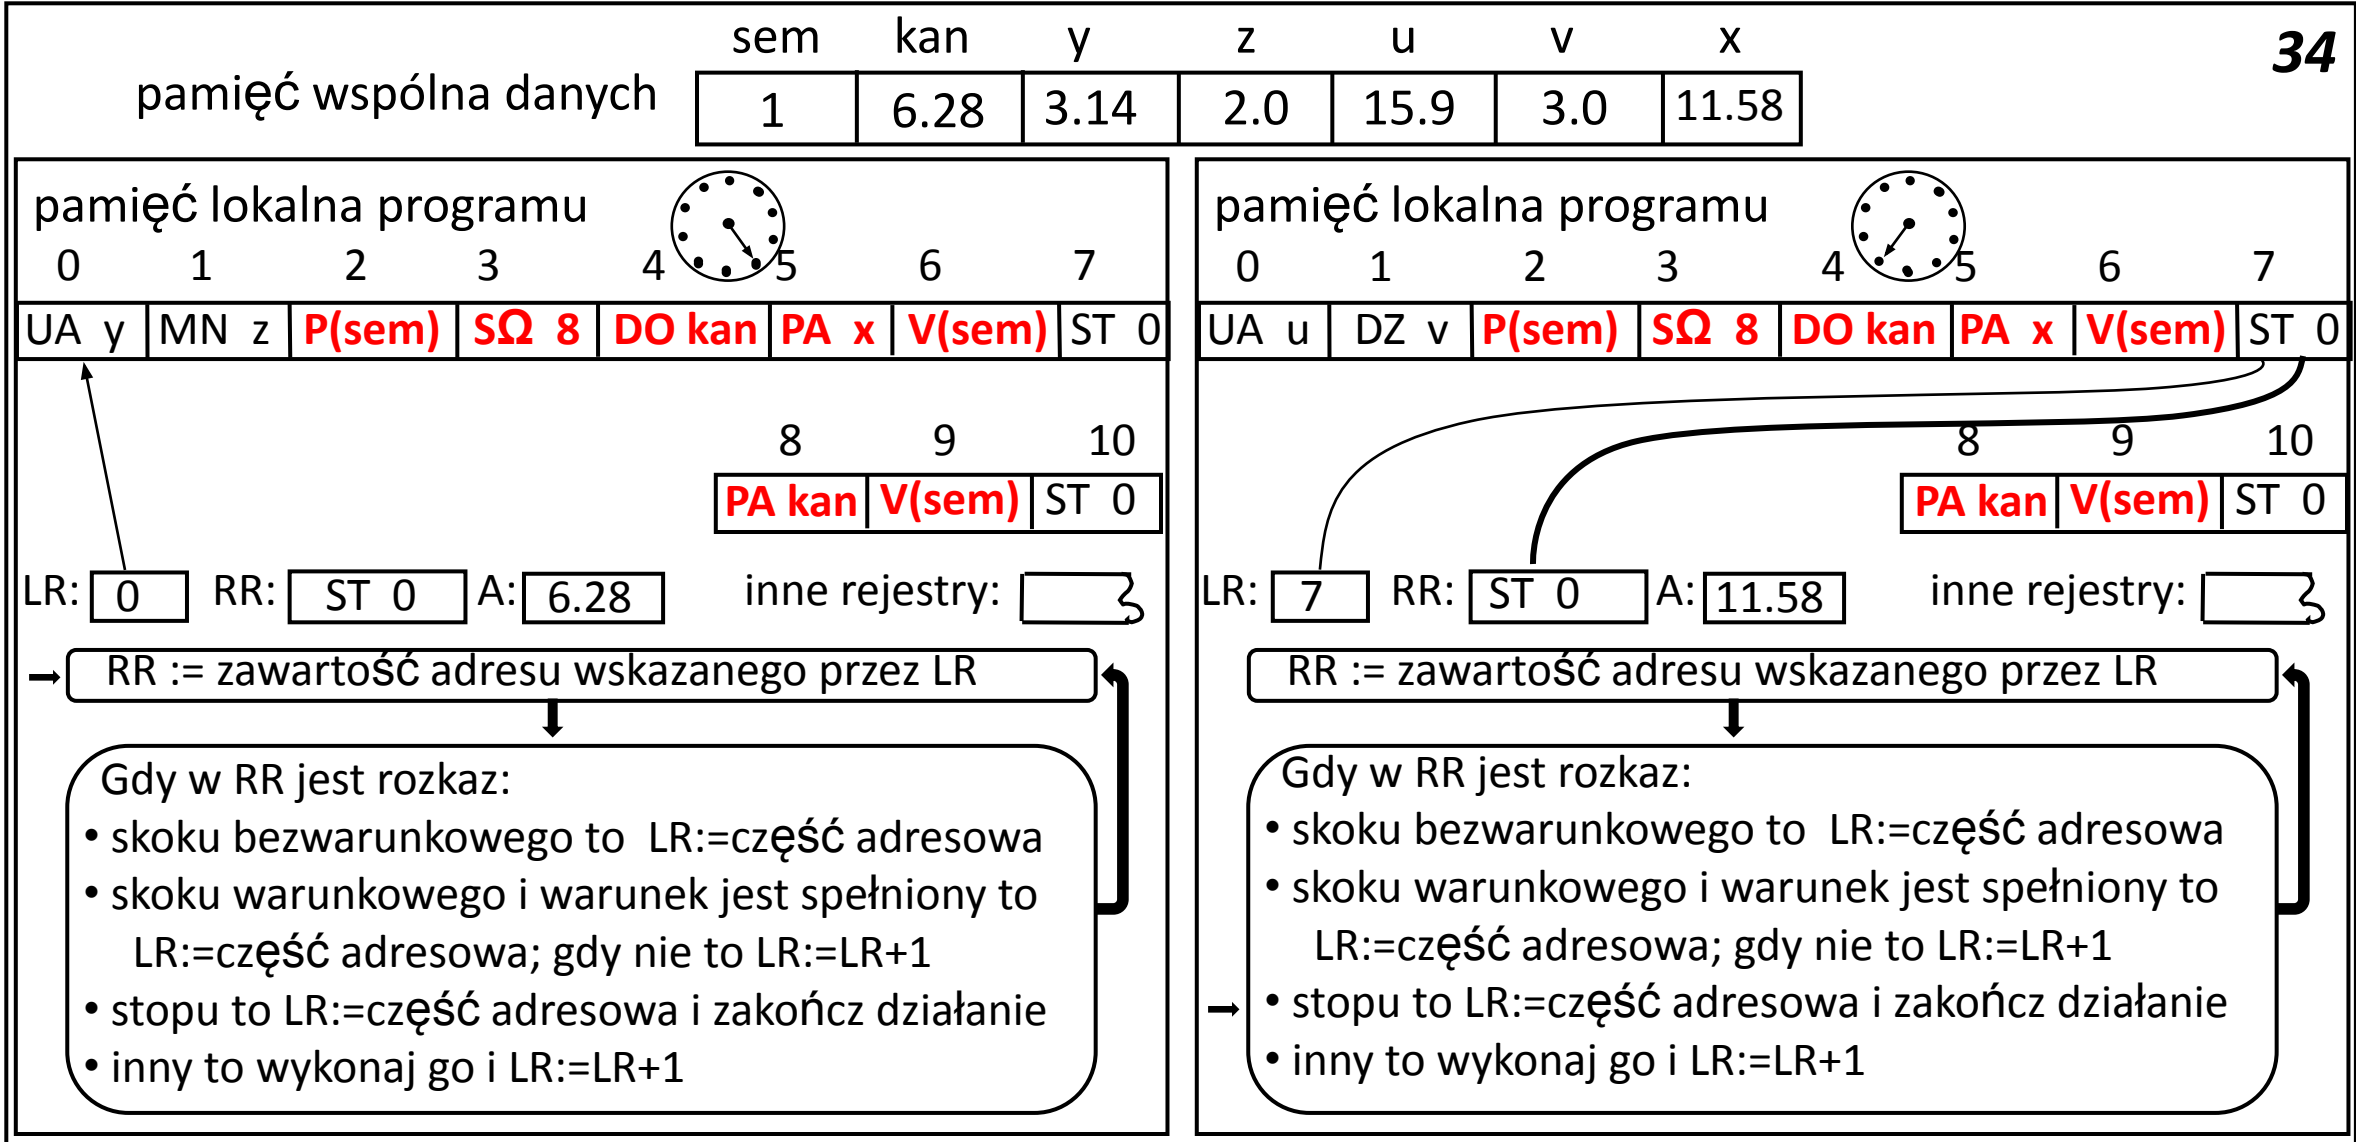 sem kan y z u v x
34
pamięć wspólna danych 1 6.28 3.14 2.0 15.9 3.0 11.58
pamięć lokalna programu
0 1 2 3 4 5 6 7
UA y MN z P(sem) SΩ 8 DO kan PA x V(sem) ST 0
8 9 10
PA kan V(sem) ST 0
LR: 0 RR: ST 0 A: 6.28 inne rejestry:
RR := zawartość adresu wskazanego przez LR
Gdy w RR jest rozkaz:
• skoku bezwarunkowego to LR:=część adresowa
• skoku warunkowego i warunek jest spełniony to
LR:=część adresowa; gdy nie to LR:=LR+1
• stopu to LR:=część adresowa i zakończ działanie
• inny to wykonaj go i LR:=LR+1
pamięć lokalna programu
0 1 2 3 4 5 6 7
UA u DZ v P(sem) SΩ 8 DO kan PA x V(sem) ST 0
8 9 10
PA kan V(sem) ST 0
LR: 7 RR: ST 0 A: 11.58 inne rejestry:
RR := zawartość adresu wskazanego przez LR
Gdy w RR jest rozkaz:
• skoku bezwarunkowego to LR:=część adresowa
• skoku warunkowego i warunek jest spełniony to
LR:=część adresowa; gdy nie to LR:=LR+1
• stopu to LR:=część adresowa i zakończ działanie
• inny to wykonaj go i LR:=LR+1